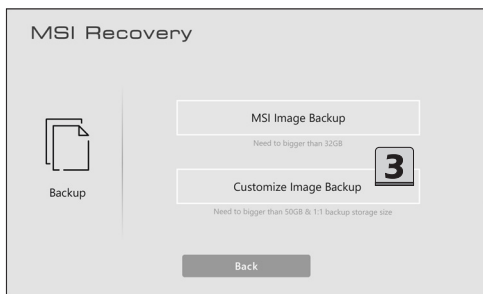 MSI Recovery
MSI Image Backup
Need to bigger than 32GB
3
Customize Image Backup
Need to bigger than 50GB & 1:1 backup storage size
Backup
Back